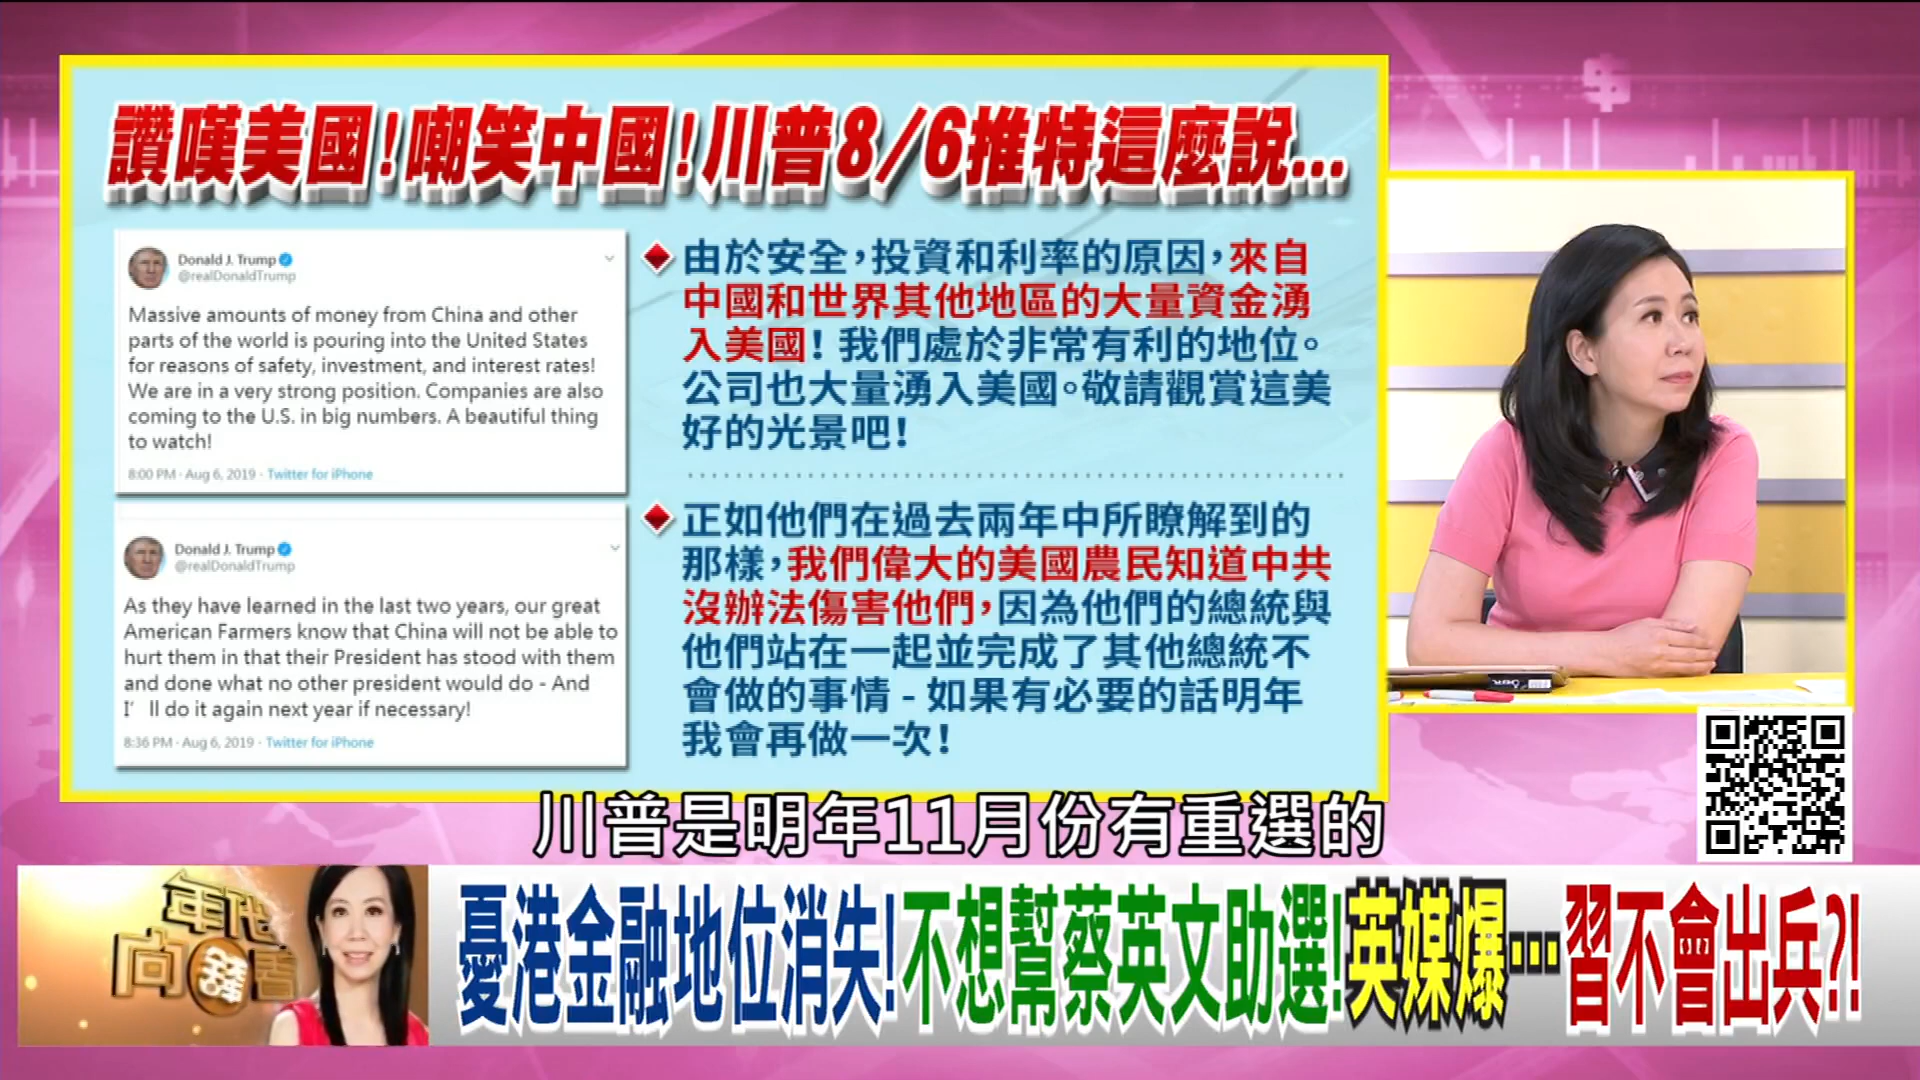 讚嘆美國!嘲笑中國!川普8/6推特這麼說...
Donald J. Trump
@realDonaldTrump
Massive amounts of money from China and other
parts of the world is pouring into the United States
for reasons of safety, investment, and interest rates!
We are in a very strong position. Companies are also
coming to the U.S. in big numbers. A beautiful thing
to watch!
8:00 PM · Aug 6, 2019 · Twitter for iPhone
由於安全,投資和利率的原因,來自
中國和世界其他地區的大量資金湧
入美國! 我們處於非常有利的地位。
公司也大量湧入美國。敬請觀賞這美
好的光景吧!
Donald J. Trump
@realDonaldTrump
As they have learned in the last two years, our great
American Farmers know that China will not be able to
hurt them in that their President has stood with them
and done what no other president would do - And
I' ll do it again next year if necessary!
8:36 PM · Aug 6, 2019 · Twitter for iPhone
正如他們在過去兩年中所瞭解到的
那樣,我們偉大的美國農民知道中共
沒辦法傷害他們,因為他們的總統與
他們站在一起並完成了其他總統不
會做的事情 - 如果有必要的話明年
我會再做一次!
川普是明年11月份有重選的
年代
向錢看
憂港金融地位消失!不想幫蔡英文助選!英媒爆…習不會出兵?!